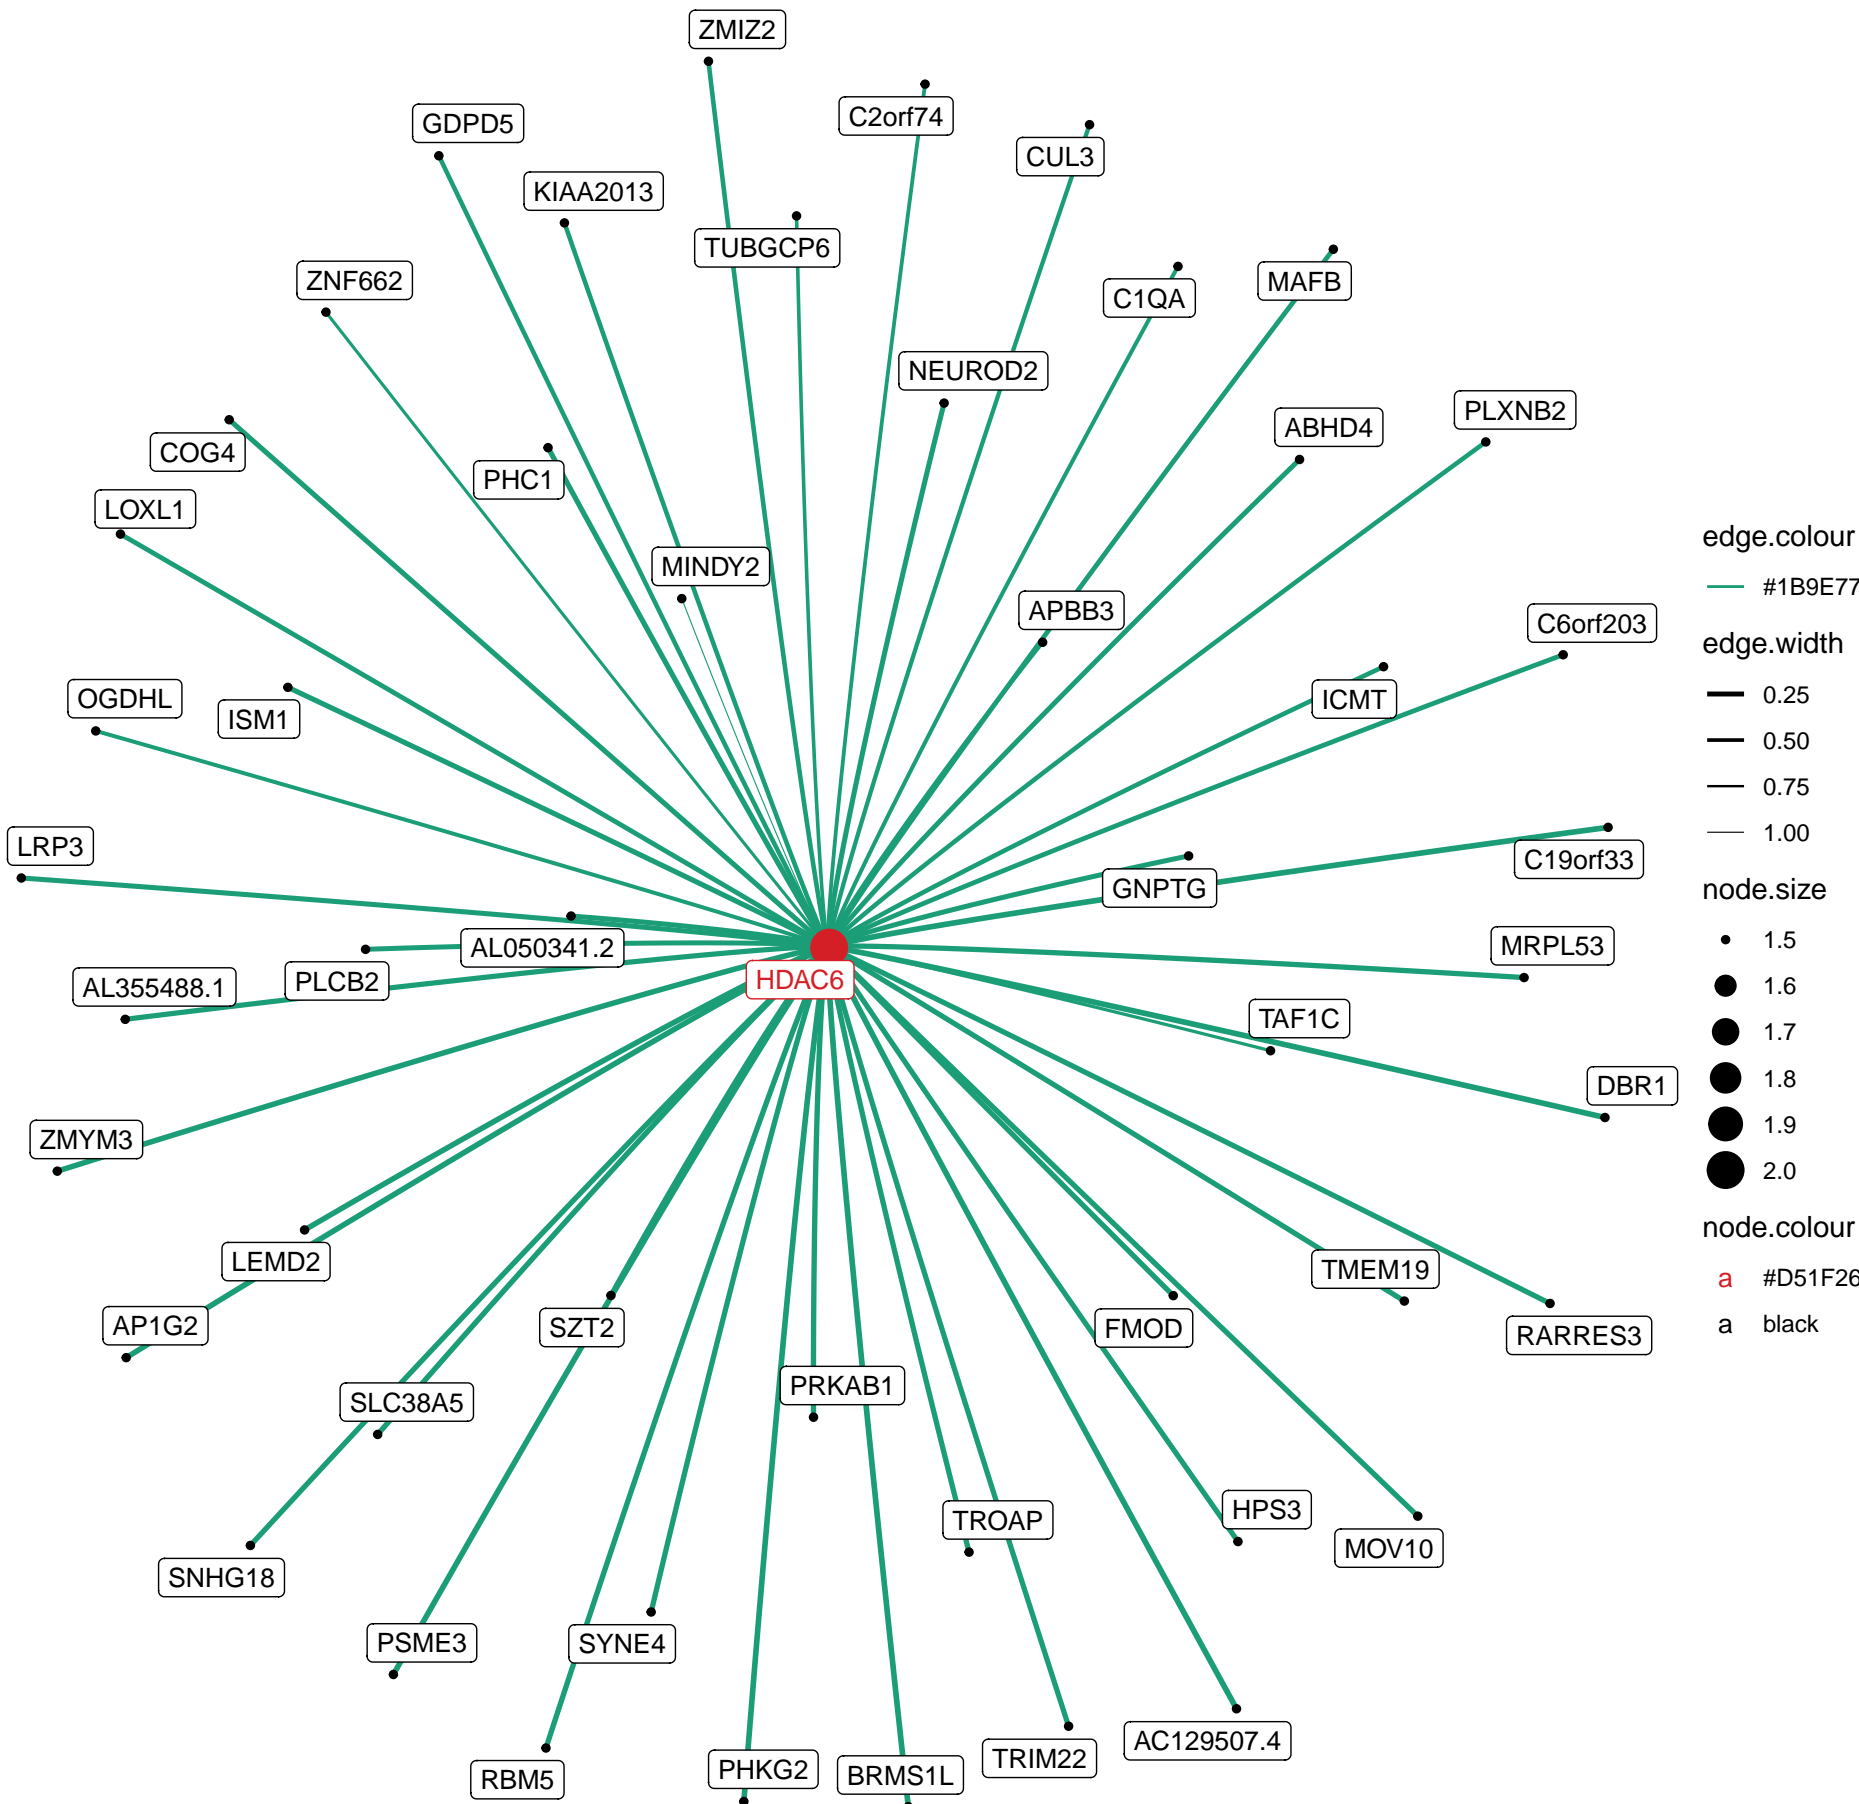 ZMIZ2
C2orf74
GDPD5
CUL3
KIAA2013
TUBGCP6
ZNF662
C1QA
MAFB
NEUROD2
PLXNB2
ABHD4
COG4
PHC1
LOXL1
MINDY2
APBB3
C6orf203
OGDHL
ISM1
ICMT
LRP3
C19orf33
GNPTG
AL050341.2
MRPL53
HDAC6
PLCB2
AL355488.1
TAF1C
DBR1
ZMYM3
LEMD2
TMEM19
AP1G2
SZT2
FMOD
RARRES3
PRKAB1
SLC38A5
HPS3
TROAP
MOV10
SNHG18
PSME3
SYNE4
AC129507.4
TRIM22
PHKG2
BRMS1L
RBM5
edge.colour
#1B9E77
edge.width
0.25
0.50
0.75
1.00
node.size
1.5
1.6
1.7
1.8
1.9
2.0
node.colour
a #D51F26
a black